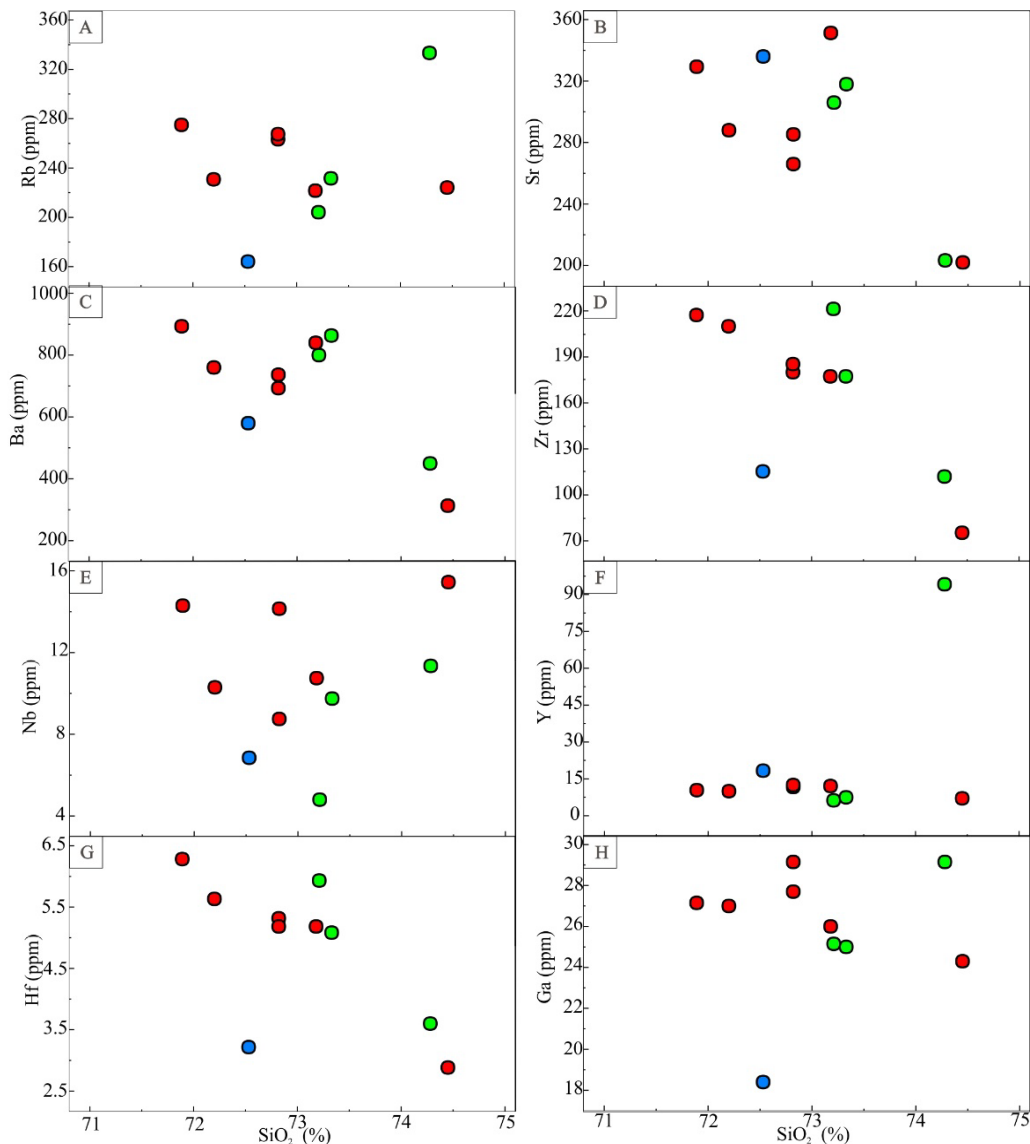 A
360
320
280
240
200
160
Rb (ppm)
B
360
320
280
240
200
Sr (ppm)
C
1000
800
600
400
200
Ba (ppm)
D
220
190
160
130
100
70
Zr (ppm)
E
16
12
8
4
Nb (ppm)
F
90
75
60
45
30
15
0
Y (ppm)
G
6.5
5.5
4.5
3.5
2.5
Hf (ppm)
71 72 73 74 75
SiO₂ (%)
H
30
28
26
24
22
20
18
Ga (ppm)
71 72 73 74 75
SiO₂ (%)